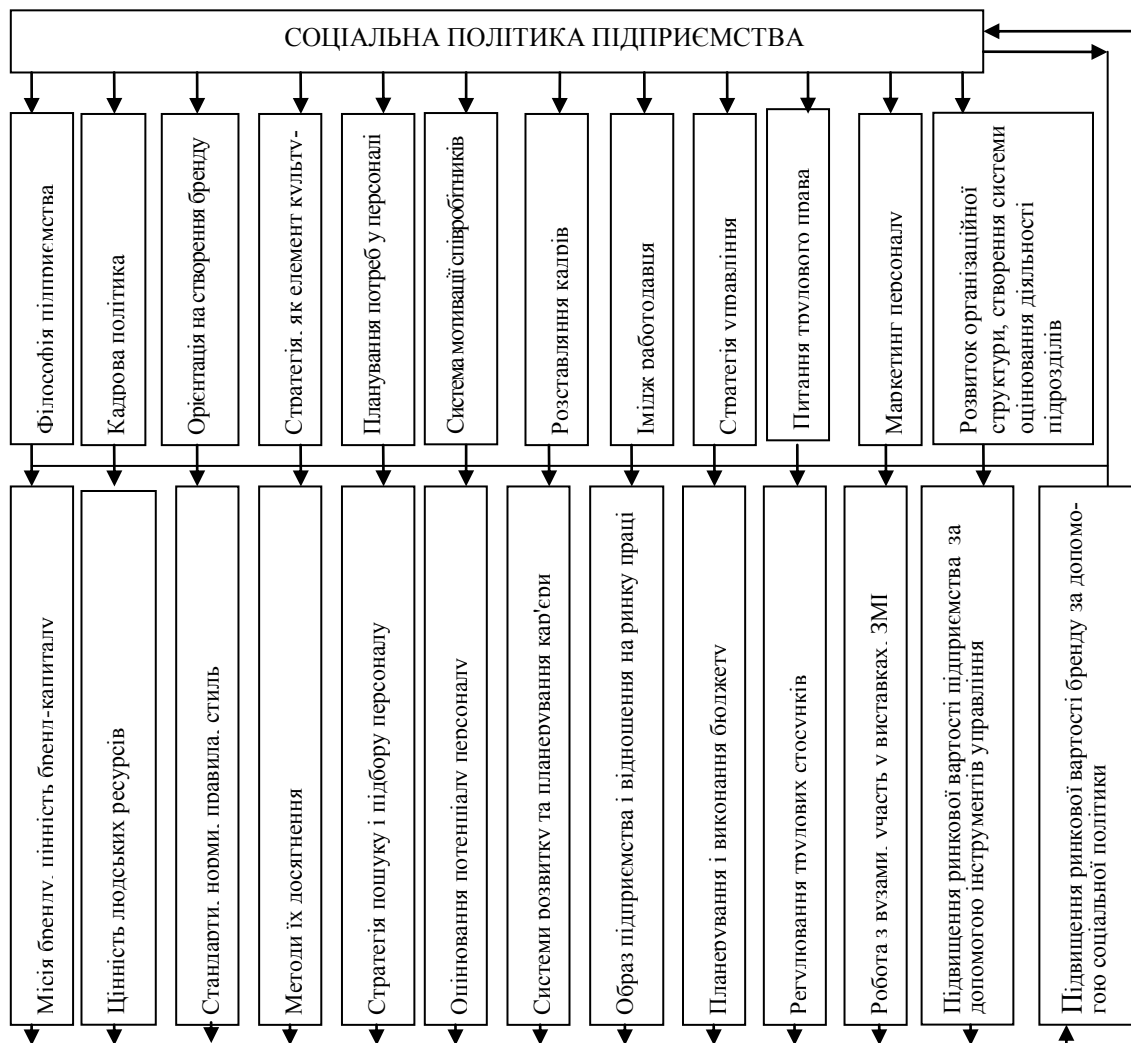 СОЦІАЛЬНА ПОЛІТИКА ПІДПРИЄМСТВА
Філософія підприємства
Кадрова політика
Орієнтація на створення бренду
Стратегія, як елемент культу-
Планування потреб у персоналі
Система мотивації співробітників
Розставляння кадрів
Імідж работодавця
Стратегія управління
Питання трудового права
Маркетинг персоналу
Розвиток організаційної
структури, створення системи
оцінювання діяльності
підрозділів
Місія бренду, цінність бренд-капиталу
Цінність людських ресурсів
Стандарти, норми, правила, стиль
Методи їх досягнення
Стратегія пошуку і підбору персоналу
Оцінювання потенціалу персоналу
Системи розвитку та планерування кар'єри
Образ підприємства і відношення на ринку праці
Планерування і виконання бюджету
Регулювання трудових стосунків
Робота з вузами, участь у виставках, ЗМІ
Підвищення ринкової вартості підприємства за
допомогою інструментів управління
Підвищення ринкової вартості бренду за допомо-
гою соціальної політики